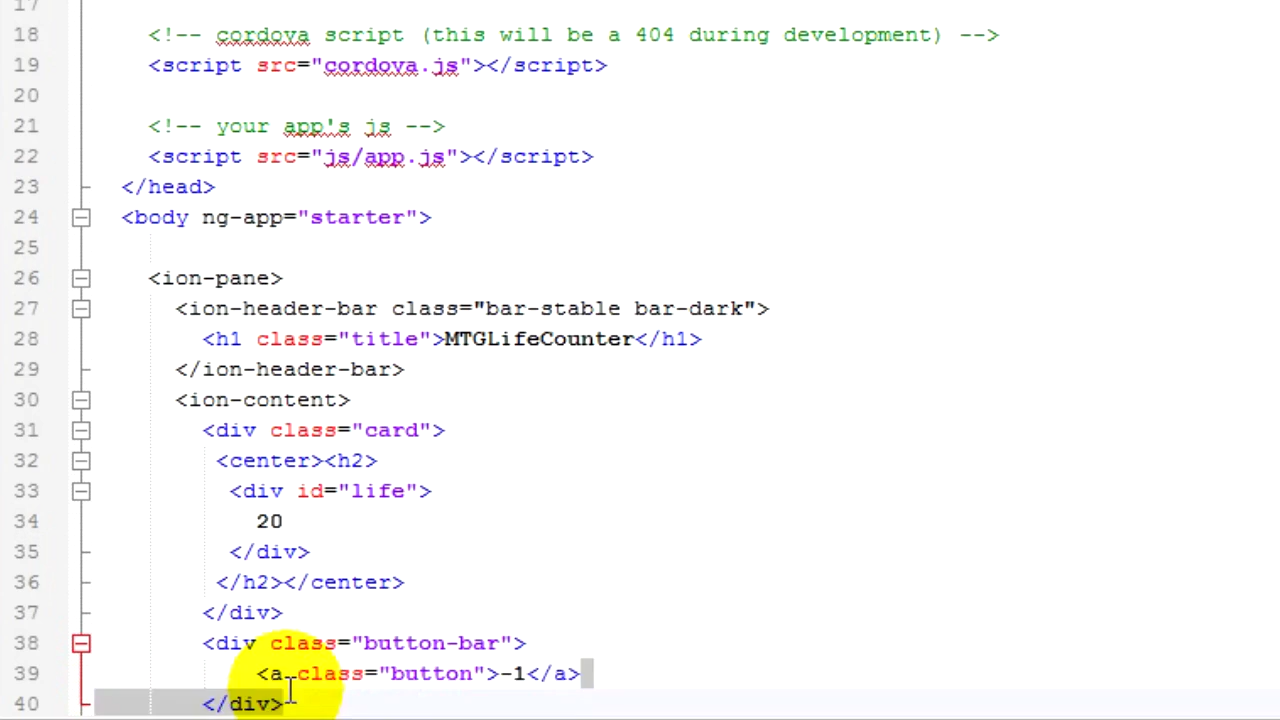 17
18 <!-- cordova script (this will be a 404 during development) -->
19 <script src="cordova.js"></script>
20
21 <!-- your app's js -->
22 <script src="js/app.js"></script>
23 </head>
24 <body ng-app="starter">
25
26 <ion-pane>
27 <ion-header-bar class="bar-stable bar-dark">
28 <h1 class="title">MTGLifeCounter</h1>
29 </ion-header-bar>
30 <ion-content>
31 <div class="card">
32 <center><h2>
33 <div id="life">
34 20
35 </div>
36 </h2></center>
37 </div>
38 <div class="button-bar">
39 <a class="button">-1</a>
40 </div>